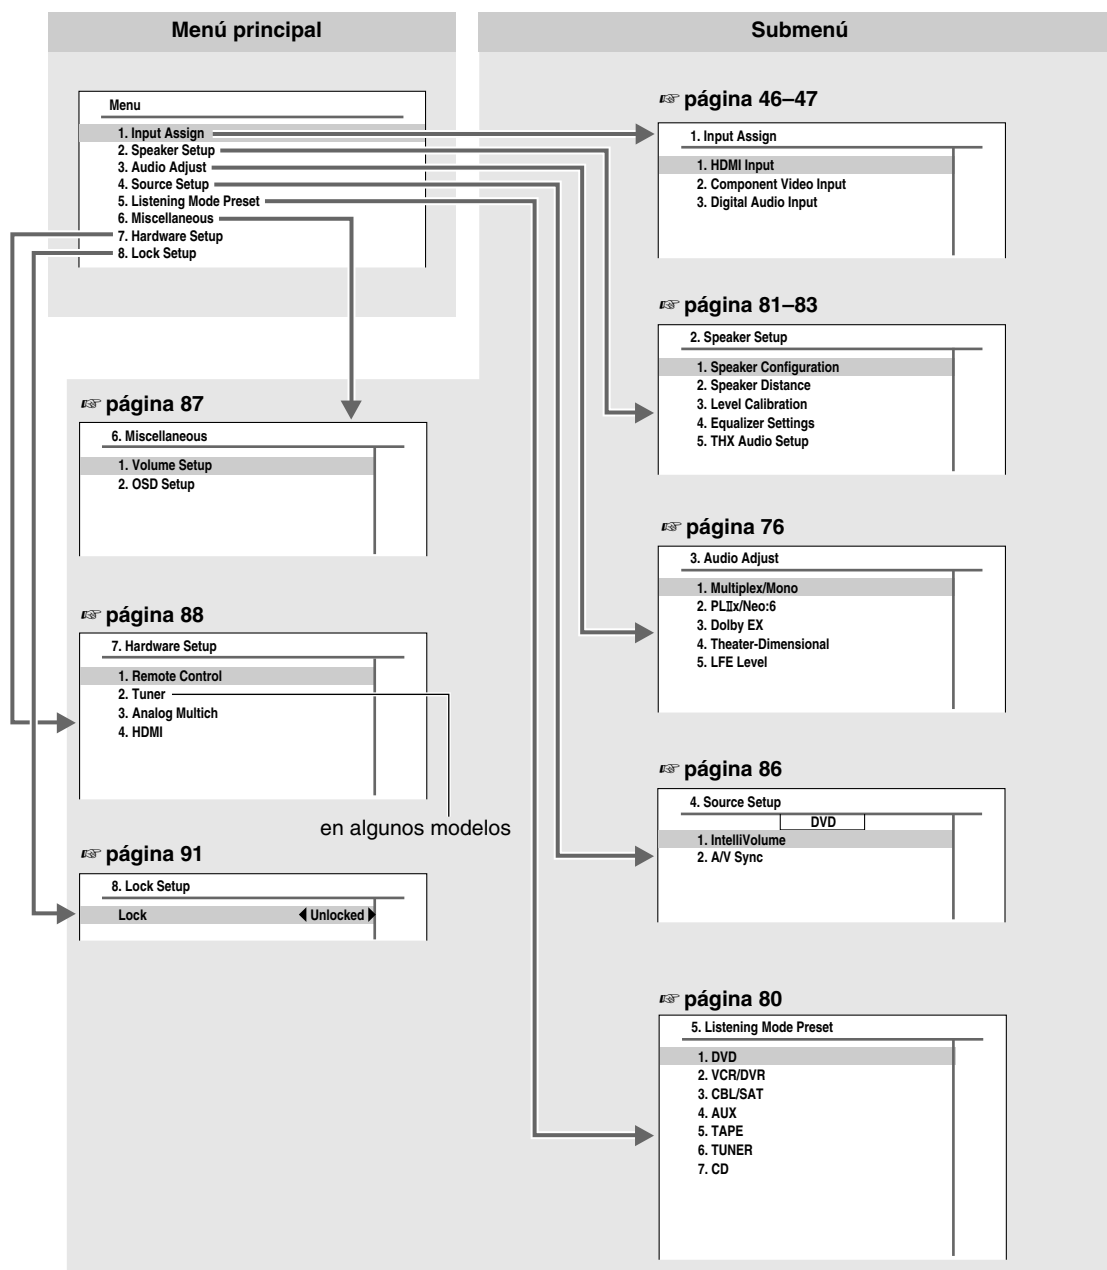 Menú principal
Submenú
Menu
1. Input Assign
2. Speaker Setup
3. Audio Adjust
4. Source Setup
5. Listening Mode Preset
6. Miscellaneous
7. Hardware Setup
8. Lock Setup
☞ página 46–47
1. Input Assign
1. HDMI Input
2. Component Video Input
3. Digital Audio Input
☞ página 81–83
2. Speaker Setup
1. Speaker Configuration
2. Speaker Distance
3. Level Calibration
4. Equalizer Settings
5. THX Audio Setup
☞ página 76
3. Audio Adjust
1. Multiplex/Mono
2. PLⅡx/Neo:6
3. Dolby EX
4. Theater-Dimensional
5. LFE Level
☞ página 86
4. Source Setup
DVD
1. IntelliVolume
2. A/V Sync
☞ página 80
5. Listening Mode Preset
1. DVD
2. VCR/DVR
3. CBL/SAT
4. AUX
5. TAPE
6. TUNER
7. CD
☞ página 87
6. Miscellaneous
1. Volume Setup
2. OSD Setup
☞ página 88
7. Hardware Setup
1. Remote Control
2. Tuner
3. Analog Multich
4. HDMI
en algunos modelos
☞ página 91
8. Lock Setup
Lock ◀ Unlocked ▶